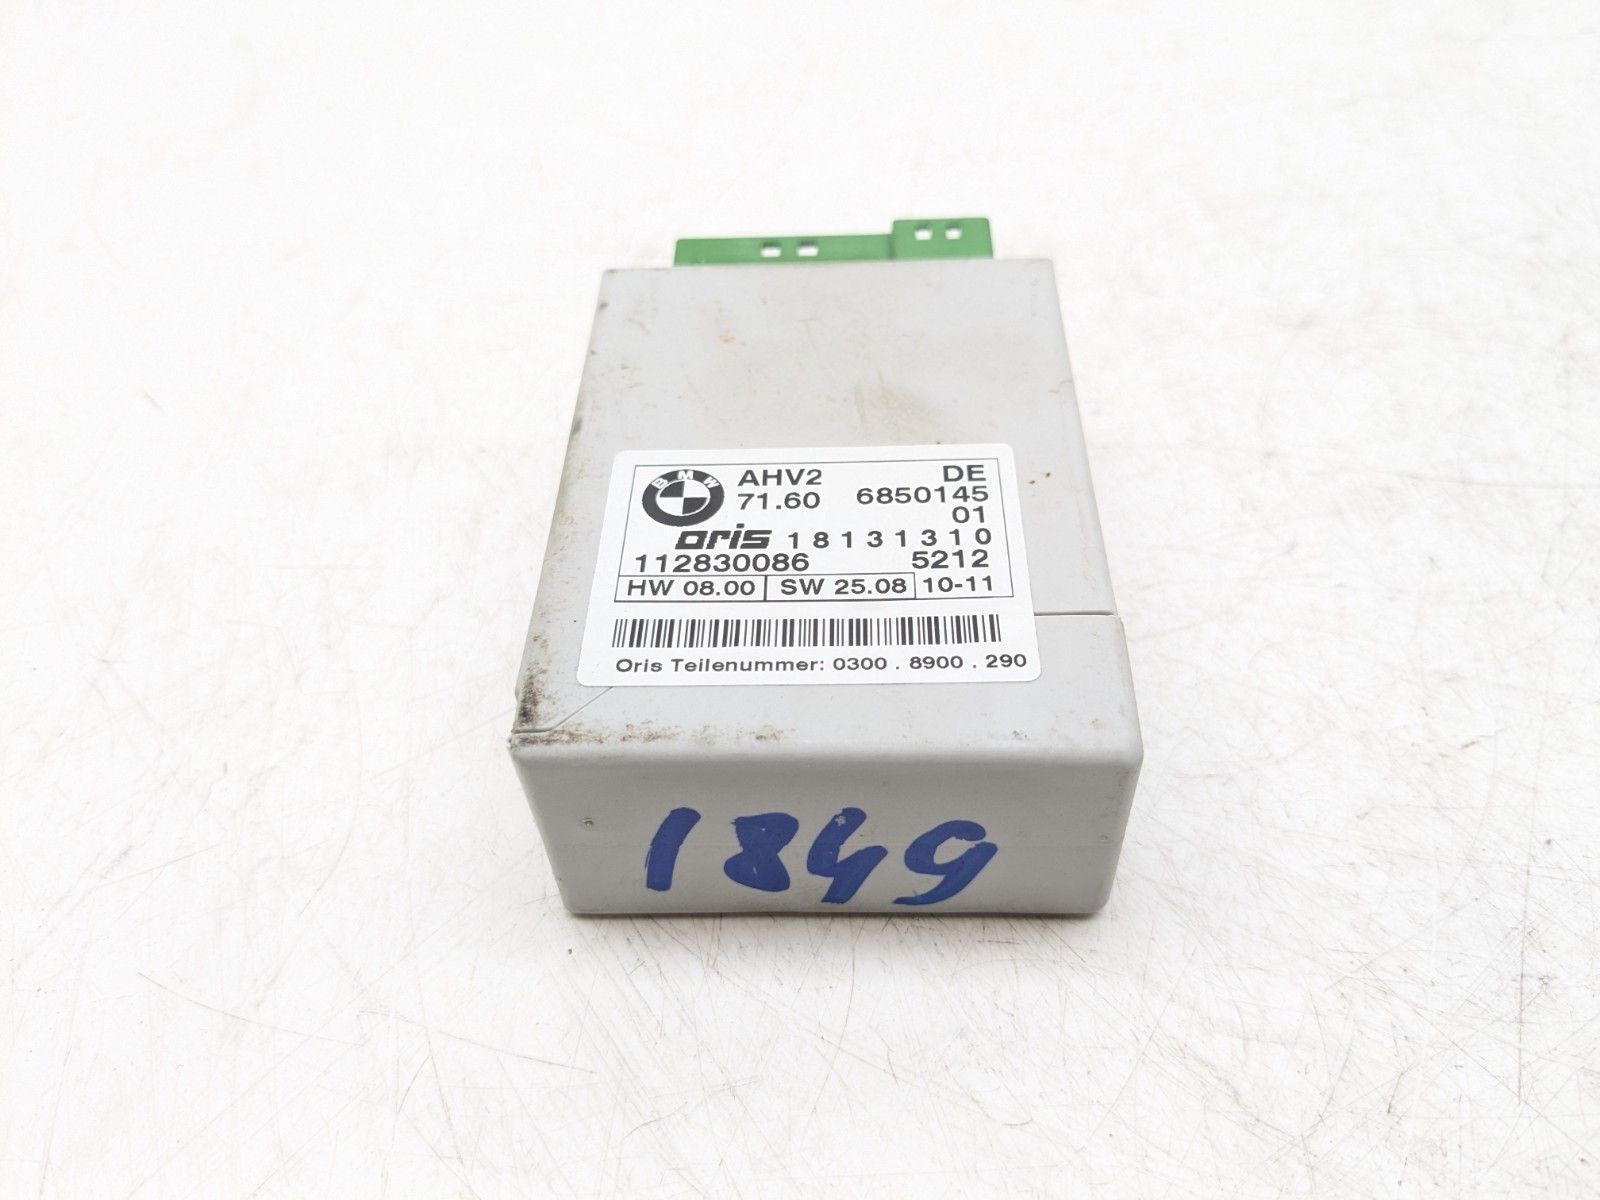 BMW AHV2 DE
71.60 6850145
01
oris 18131310
112830086 5212
HW 08.00 SW 25.08 10-11
Oris Teilenummer: 0300 . 8900 . 290
1849